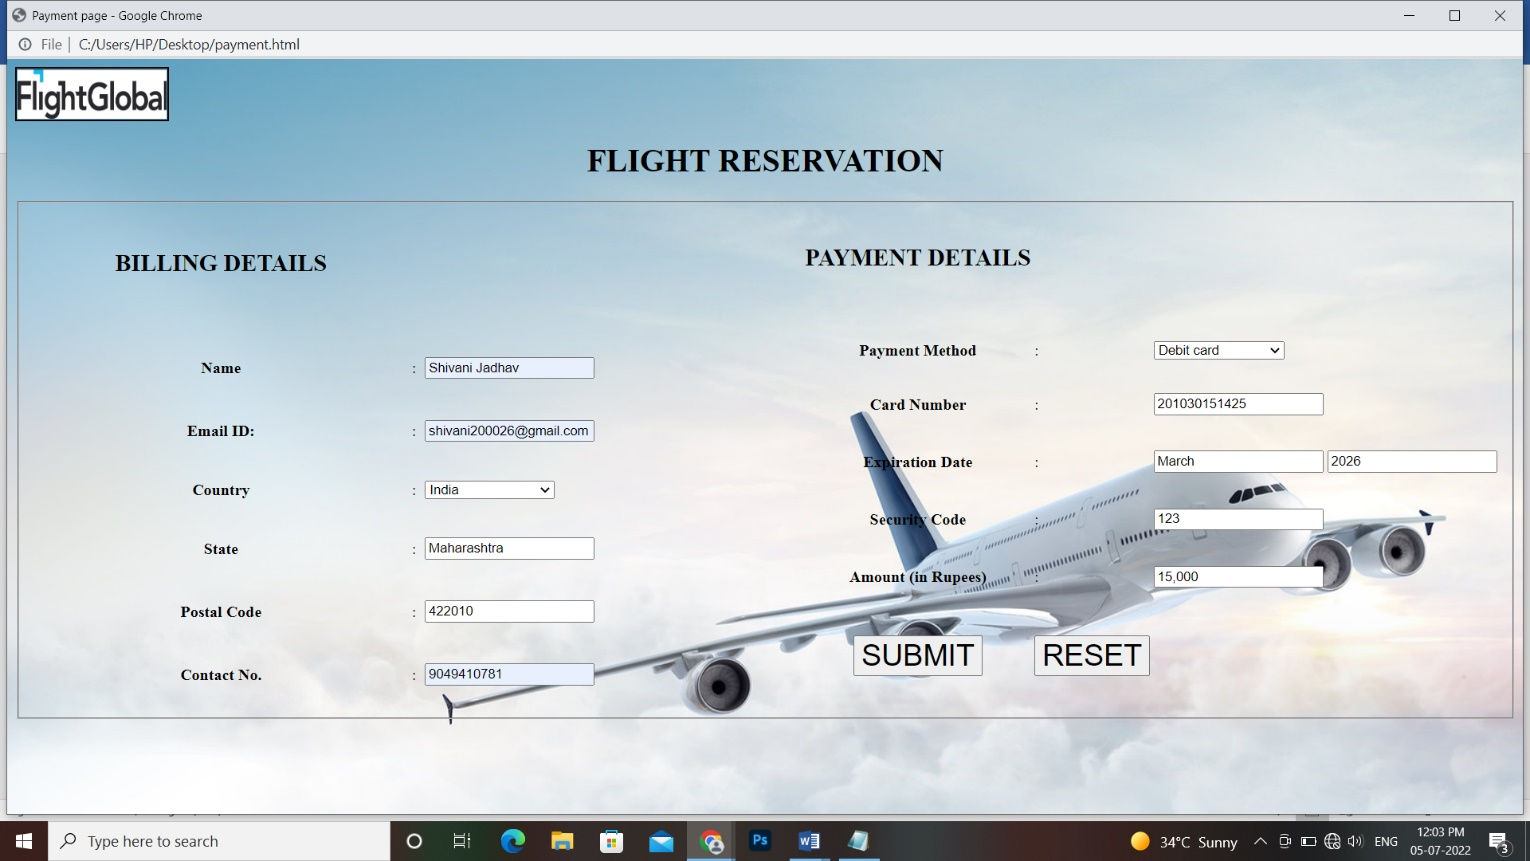 Payment page - Google Chrome
File | C:/Users/HP/Desktop/payment.html
FlightGlobal
FLIGHT RESERVATION
BILLING DETAILS
Name : Shivani Jadhav
Email ID: : shivani200026@gmail.com
Country : India
State : Maharashtra
Postal Code : 422010
Contact No. : 9049410781
PAYMENT DETAILS
Payment Method : Debit card
Card Number : 201030151425
Expiration Date : March 2026
Security Code : 123
Amount (in Rupees) : 15,000
SUBMIT RESET
Type here to search
Ps
W
34°C Sunny
ENG
12:03 PM
05-07-2022
3